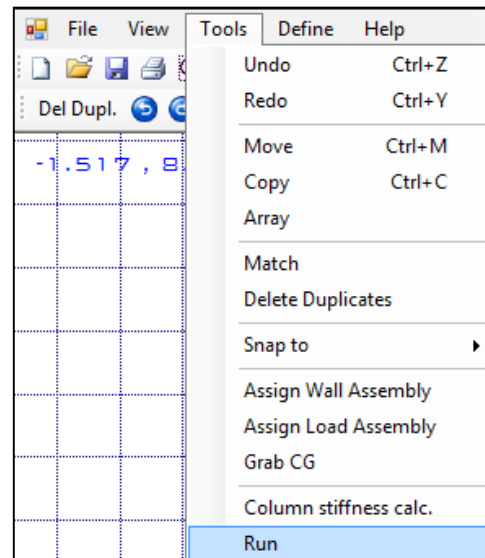 File View Tools Define Help
Undo Ctrl+Z
Redo Ctrl+Y
Del Dupl.
Move Ctrl+M
-1.517 , 8
Copy Ctrl+C
Array
Match
Delete Duplicates
Snap to
Assign Wall Assembly
Assign Load Assembly
Grab CG
Column stiffness calc.
Run